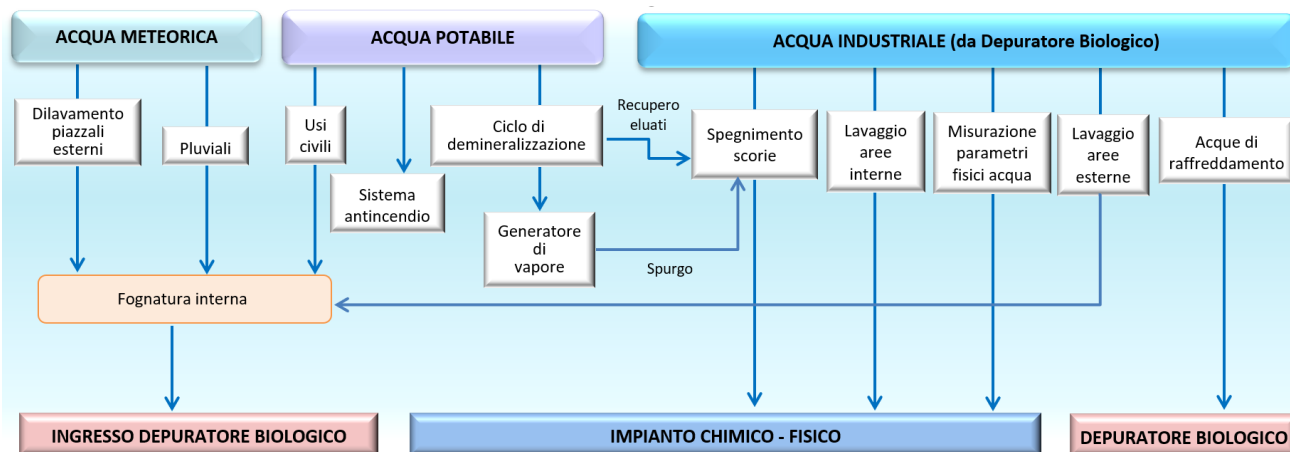 ACQUA METEORICA
ACQUA POTABILE
ACQUA INDUSTRIALE (da Depuratore Biologico)
Dilavamento
piazzali
esterni
Pluviali
Usi
civili
Sistema
antincendio
Ciclo di
demineralizzazione
Recupero
eluati
Generatore
di
vapore
Spurgo
Spegnimento
scorie
Lavaggio
aree
interne
Misurazione
parametri
fisici acqua
Lavaggio
aree
esterne
Acque di
raffreddamento
Fognatura interna
INGRESSO DEPURATORE BIOLOGICO
IMPIANTO CHIMICO - FISICO
DEPURATORE BIOLOGICO